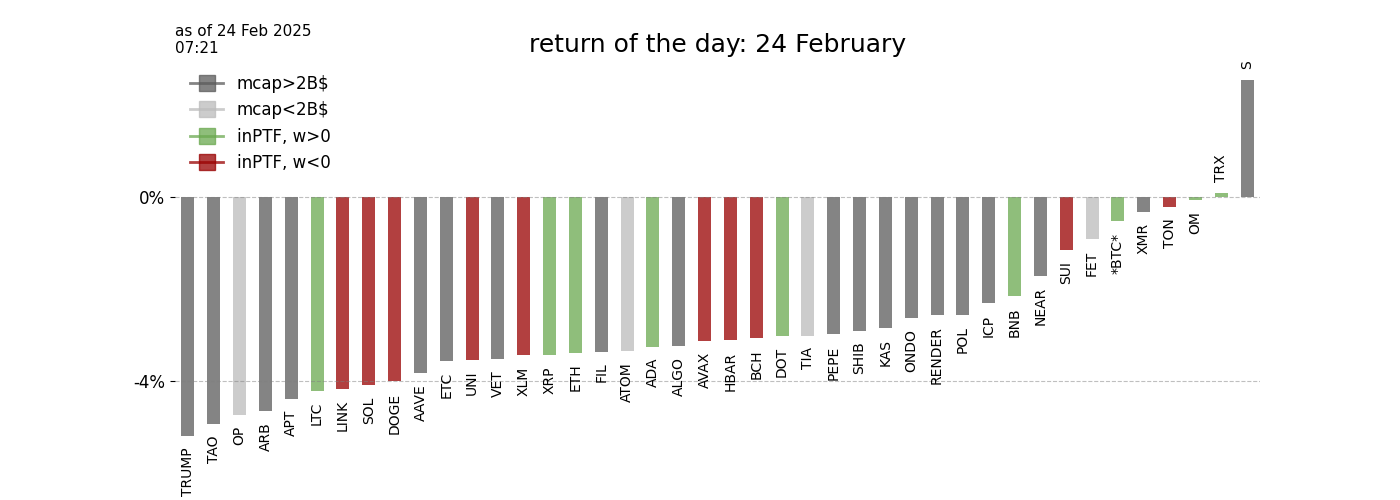 as of 24 Feb 2025
07:21
return of the day: 24 February
mcap>2B$
mcap<2B$
inPTF, w>0
inPTF, w<0
0%
-4%
TRUMP
TAO
OP
ARB
APT
LTC
LINK
SOL
DOGE
AAVE
ETC
UNI
VET
XLM
XRP
ETH
FIL
ATOM
ADA
ALGO
AVAX
HBAR
BCH
DOT
TIA
PEPE
SHIB
KAS
ONDO
RENDER
POL
ICP
BNB
NEAR
SUI
FET
*BTC*
XMR
TON
OM
TRX
S